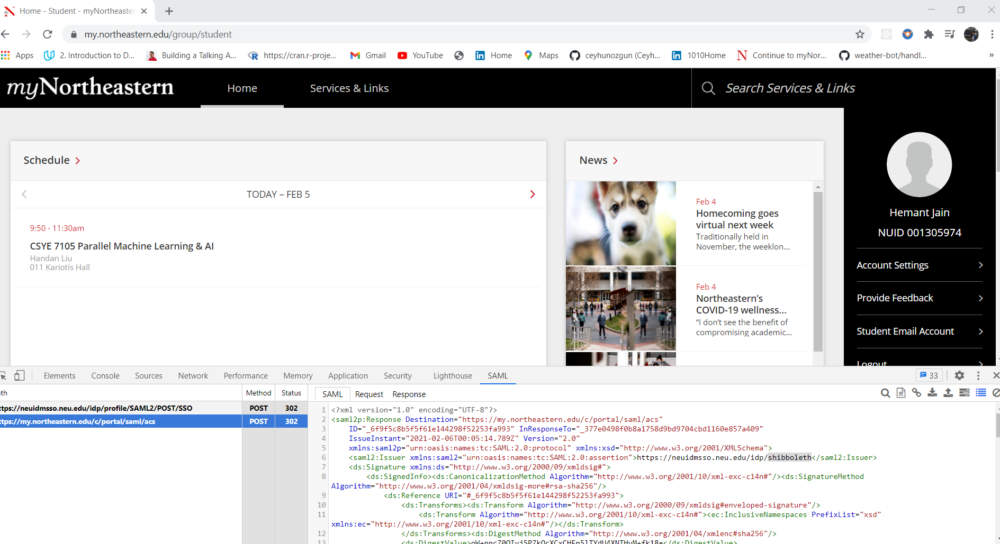 Home - Student - myNortheaster
my.northeastern.edu/group/student
Apps
2. Introduction to D...
Building a Talking A...
https://cran.r-proje...
Gmail
YouTube
Home
Maps
ceyhunozgun (Ceyh...
1010Home
Continue to myNor...
weather-bot/handl...
»
myNortheastern
Home
Services & Links
Search Services & Links
Schedule
TODAY – FEB 5
9:50 - 11:30am
CSYE 7105 Parallel Machine Learning & AI
Handan Liu
011 Kariotis Hall
News
Feb 4
Homecoming goes
virtual next week
Traditionally held in
November, the weeklon...
Feb 4
Northeastern’s
COVID-19 wellness...
“I don’t see the benefit of
compromising academic...
Hemant Jain
NUID 001305974
Account Settings
Provide Feedback
Student Email Account
Logout
Elements
Console
Sources
Network
Performance
Memory
Application
Security
Lighthouse
SAML
33
th
Method
Status
ttps://neuidmsso.neu.edu/idp/profile/SAML2/POST/SSO
POST
302
ttps://my.northeastern.edu/c/portal/saml/acs
POST
302
SAML
Request
Response
1 <?xml version="1.0" encoding="UTF-8"?>
2 <saml2p:Response Destination="https://my.northeastern.edu/c/portal/saml/acs"
3 ID="_6f9f5c8b5f5f61e144298f52253fa993" InResponseTo="_377e0498f0b8a1758d9bd9704cbd1160e857a409"
4 IssueInstant="2021-02-06T00:05:14.789Z" Version="2.0"
5 xmlns:saml2p="urn:oasis:names:tc:SAML:2.0:protocol" xmlns:xsd="http://www.w3.org/2001/XMLSchema">
6 <saml2:Issuer xmlns:saml2="urn:oasis:names:tc:SAML:2.0:assertion">https://neuidmsso.neu.edu/idp/shibboleth</saml2:Issuer>
7 <ds:Signature xmlns:ds="http://www.w3.org/2000/09/xmldsig#">
8 <ds:SignedInfo><ds:CanonicalizationMethod Algorithm="http://www.w3.org/2001/10/xml-exc-c14n#"/><ds:SignatureMethod
Algorithm="http://www.w3.org/2001/04/xmldsig-more#rsa-sha256"/>
9 <ds:Reference URI="#_6f9f5c8b5f5f61e144298f52253fa993">
10 <ds:Transforms><ds:Transform Algorithm="http://www.w3.org/2000/09/xmldsig#enveloped-signature"/>
11 <ds:Transform Algorithm="http://www.w3.org/2001/10/xml-exc-c14n#"><ec:InclusiveNamespaces PrefixList="xsd"
xmlns:ec="http://www.w3.org/2001/10/xml-exc-c14n#"/></ds:Transform>
12 </ds:Transforms><ds:DigestMethod Algorithm="http://www.w3.org/2001/04/xmlenc#sha256"/>
13 </ds:DigestValue>